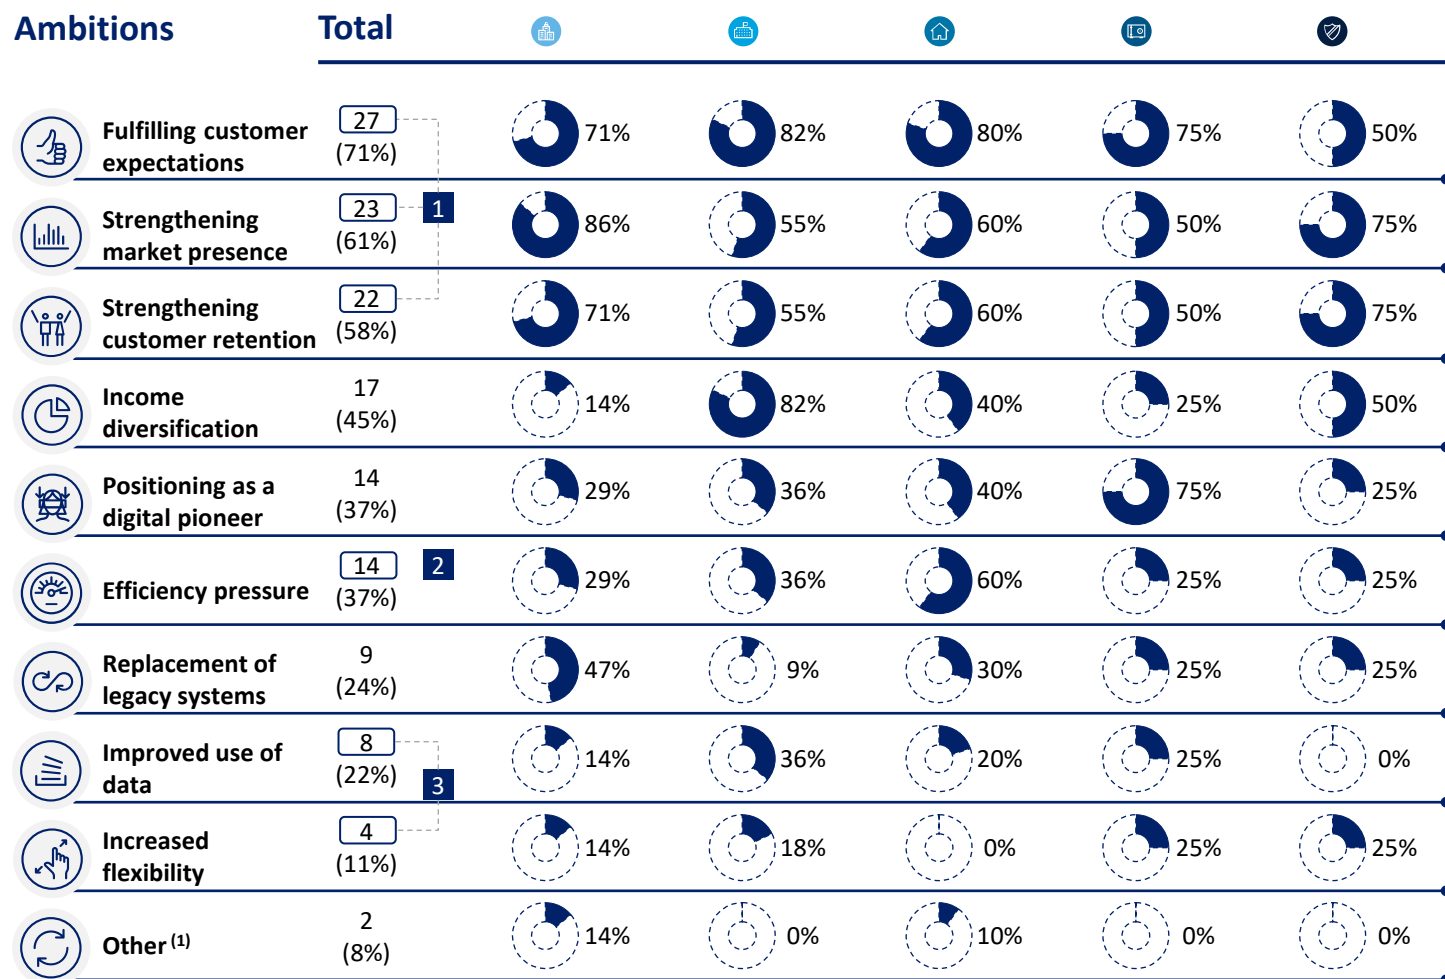 Ambitions Total
Fulfilling customer expectations 27 (71%) 71% 82% 80% 75% 50%
Strengthening market presence 23 (61%) 1 86% 55% 60% 50% 75%
Strengthening customer retention 22 (58%) 71% 55% 60% 50% 75%
Income diversification 17 (45%) 14% 82% 40% 25% 50%
Positioning as a digital pioneer 14 (37%) 29% 36% 40% 75% 25%
Efficiency pressure 14 (37%) 2 29% 36% 60% 25% 25%
Replacement of legacy systems 9 (24%) 47% 9% 30% 25% 25%
Improved use of data 8 (22%) 3 14% 36% 20% 25% 0%
Increased flexibility 4 (11%) 14% 18% 0% 25% 25%
Other (1) 2 (8%) 14% 0% 10% 0% 0%